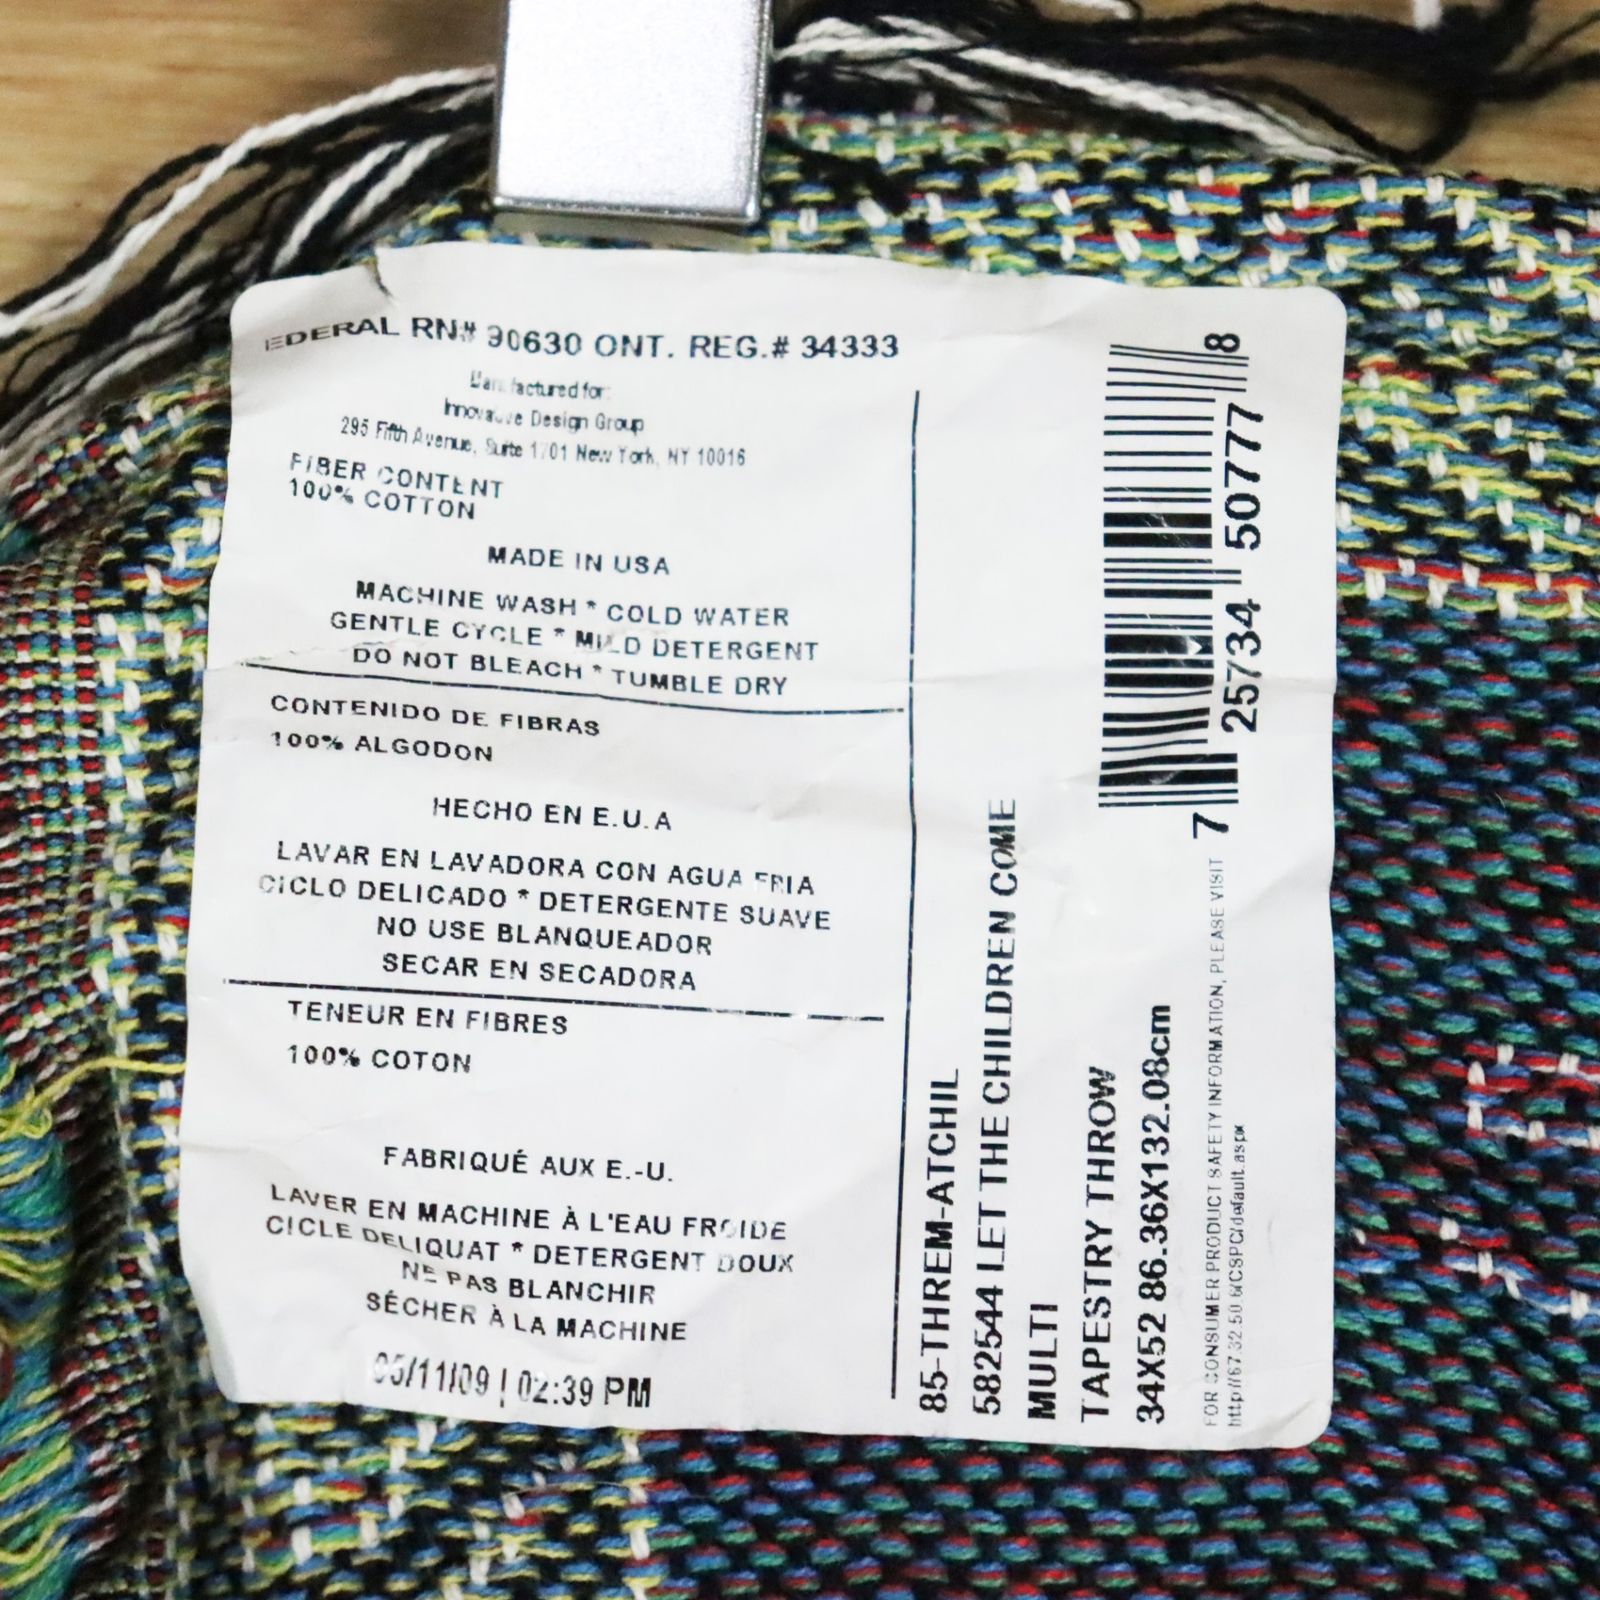 FEDERAL RN# 90630 ONT. REG.# 34333
Manufactured for:
Innovative Design Group
295 Fifth Avenue, Suite 1701 New York, NY 10016
FIBER CONTENT
100% COTTON
MADE IN USA
MACHINE WASH * COLD WATER
GENTLE CYCLE * MILD DETERGENT
DO NOT BLEACH * TUMBLE DRY
CONTENIDO DE FIBRAS
100% ALGODON
HECHO EN E.U.A
LAVAR EN LAVADORA CON AGUA FRIA
CICLO DELICADO * DETERGENTE SUAVE
NO USE BLANQUEADOR
SECAR EN SECADORA
TENEUR EN FIBRES
100% COTON
FABRIQUÉ AUX E.-U.
LAVER EN MACHINE À L'EAU FROIDE
CICLE DELIQUAT * DETERGENT DOUX
NE PAS BLANCHIR
SÉCHER À LA MACHINE
05/11/09 | 02:39 PM
85-THREM-ATCHIL
582544 LET THE CHILDREN COME
MULTI
TAPESTRY THROW
34X52 86.36X132.08cm
7 25734 50777 8
FOR CONSUMER PRODUCT SAFETY INFORMATION, PLEASE VISIT